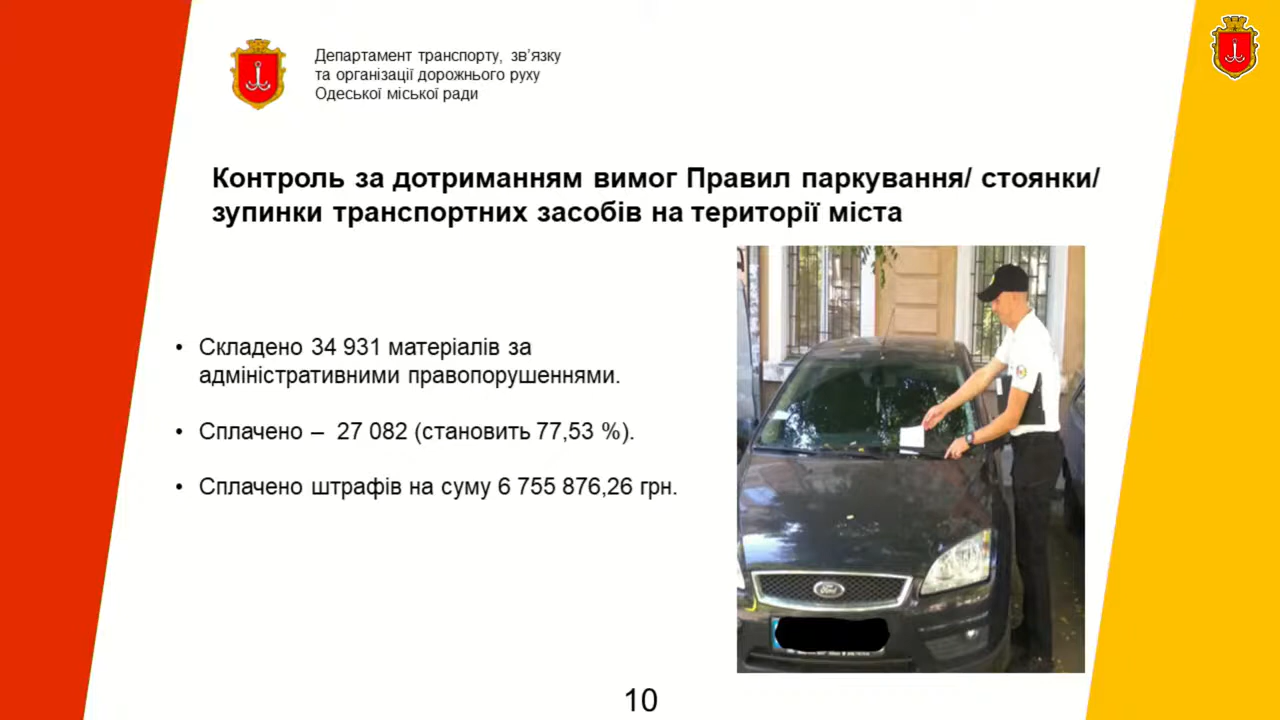 Департамент транспорту, зв’язку
та організації дорожнього руху
Одеської міської ради
Контроль за дотриманням вимог Правил паркування/ стоянки/
зупинки транспортних засобів на території міста
• Складено 34 931 матеріалів за
адміністративними правопорушеннями.
• Сплачено – 27 082 (становить 77,53 %).
• Сплачено штрафів на суму 6 755 876,26 грн.
Ford
10